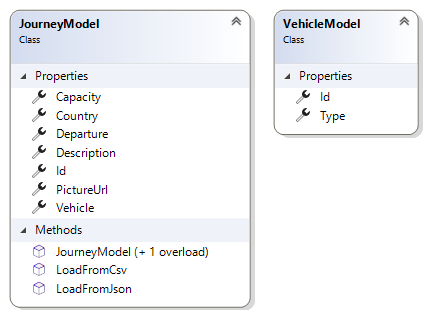 JourneyModel
Class
Properties
Capacity
Country
Departure
Description
Id
PictureUrl
Vehicle
Methods
JourneyModel (+ 1 overload)
LoadFromCsv
LoadFromJson
VehicleModel
Class
Properties
Id
Type